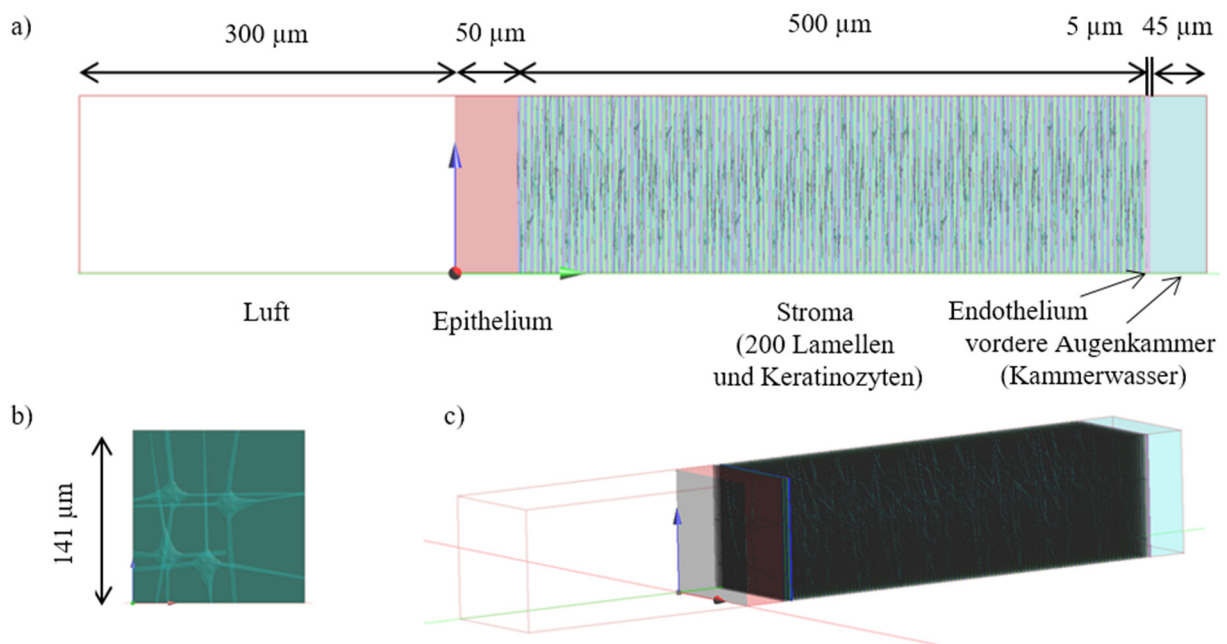 a)
300 µm
50 µm
500 µm
5 µm
45 µm
Luft
Epithelium
Stroma
(200 Lamellen
und Keratinozyten)
Endothelium
vordere Augenkammer
(Kammerwasser)
b)
141 µm
c)